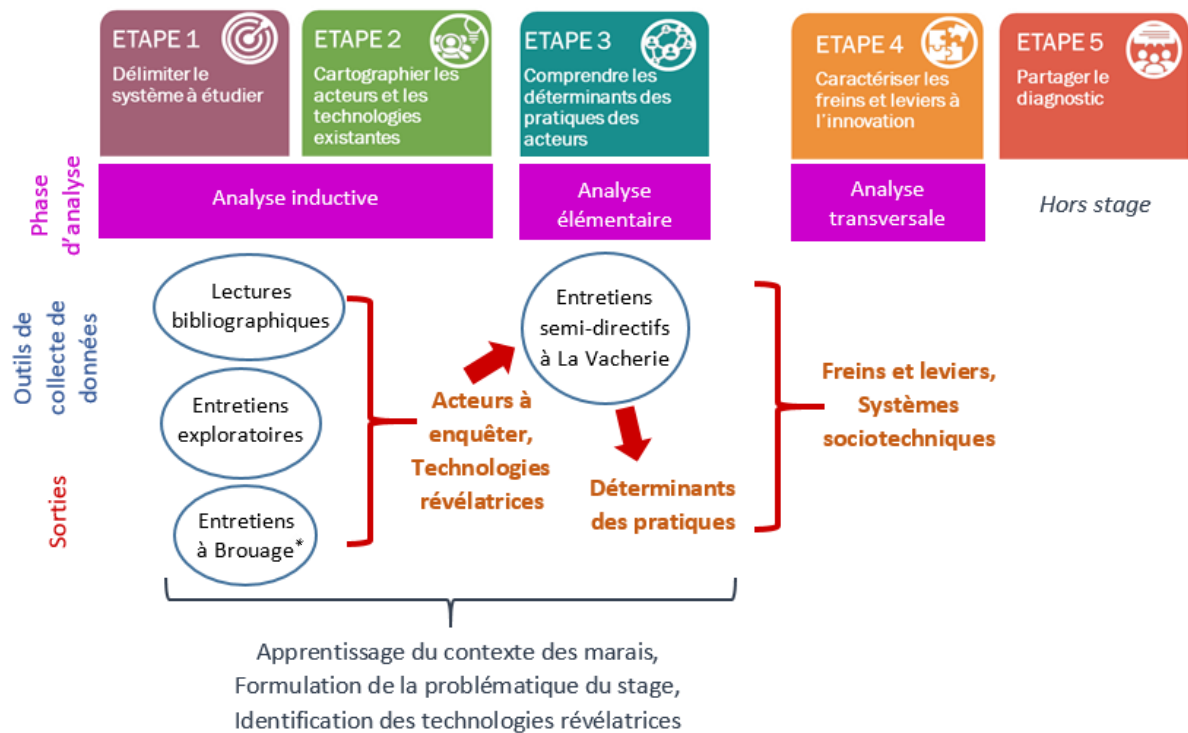 ETAPE 1
Délimiter le
système à étudier
ETAPE 2
Cartographier les
acteurs et les
technologies
existantes
ETAPE 3
Comprendre les
déterminants des
pratiques des
acteurs
ETAPE 4
Caractériser les
freins et leviers à
l'innovation
ETAPE 5
Partager le
diagnostic
Phase
d'analyse
Analyse inductive
Analyse
élémentaire
Analyse
transversale
Hors stage
Outils de
collecte de
données
Lectures
bibliographiques
Entretiens
exploratoires
Entretiens
à Brouage*
Acteurs à
enquêter,
Technologies
révélatrices
Entretiens
semi-directifs
à La Vacherie
Déterminants
des pratiques
Freins et leviers,
Systèmes
sociotechniques
Sorties
Apprentissage du contexte des marais,
Formulation de la problématique du stage,
Identification des technologies révélatrices